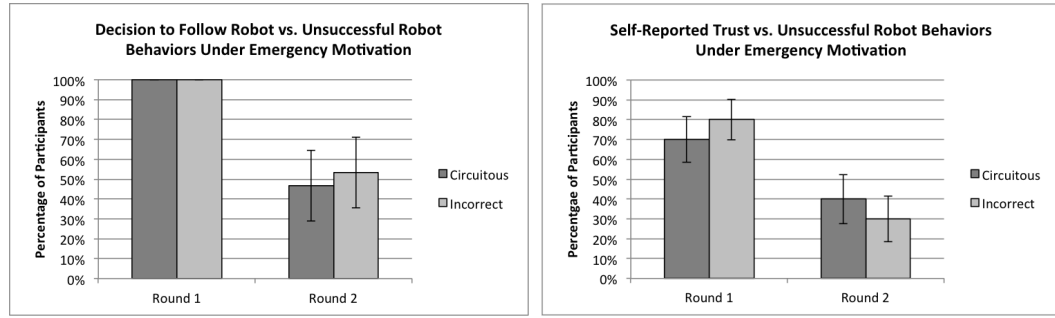 Decision to Follow Robot vs. Unsuccessful Robot
Behaviors Under Emergency Motivation
Percentage of Participants
100%
90%
80%
70%
60%
50%
40%
30%
20%
10%
0%
Round 1
Round 2
Circuitous
Incorrect
Self-Reported Trust vs. Unsuccessful Robot Behaviors
Under Emergency Motivation
Percentgae of Participants
100%
90%
80%
70%
60%
50%
40%
30%
20%
10%
0%
Round 1
Round 2
Circuitous
Incorrect